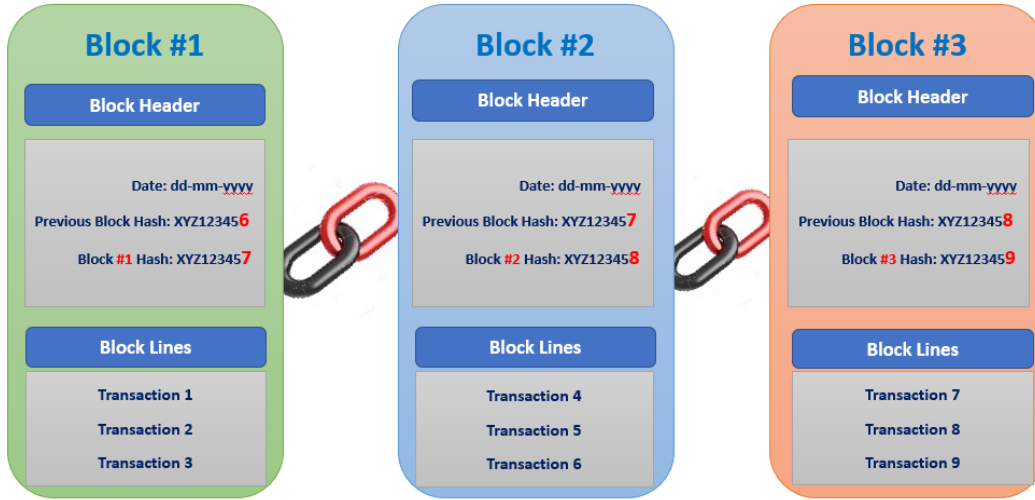 Block #1
Block Header
Date: dd-mm-yyyy
Previous Block Hash: XYZ123456
Block #1 Hash: XYZ123457
Block Lines
Transaction 1
Transaction 2
Transaction 3
Block #2
Block Header
Date: dd-mm-yyyy
Previous Block Hash: XYZ123457
Block #2 Hash: XYZ123458
Block Lines
Transaction 4
Transaction 5
Transaction 6
Block #3
Block Header
Date: dd-mm-yyyy
Previous Block Hash: XYZ123458
Block #3 Hash: XYZ123459
Block Lines
Transaction 7
Transaction 8
Transaction 9